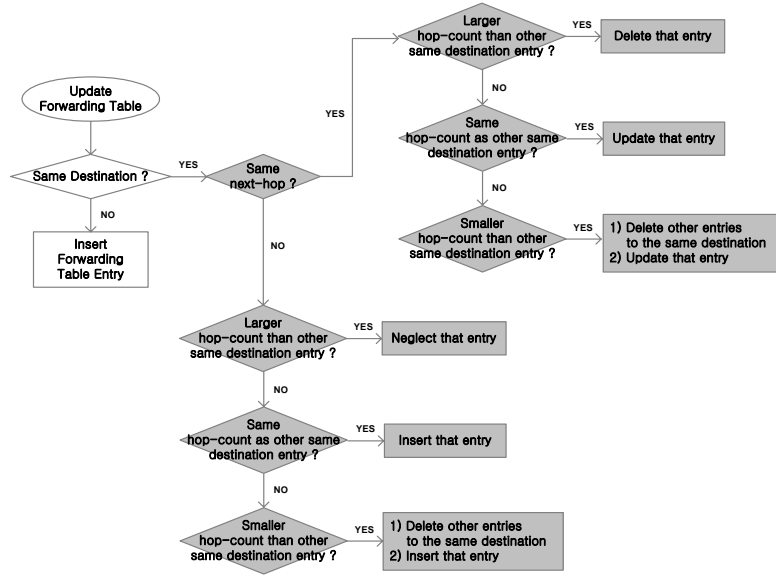 Larger
hop-count than other
same destination entry ?
YES
Delete that entry
NO
Update
Forwarding Table
YES
Same
hop-count as other same
destination entry ?
YES
Update that entry
Same Destination ?
YES
Same
next-hop ?
NO
NO
Insert
Forwarding
Table Entry
Smaller
hop-count than other
same destination entry ?
YES
1) Delete other entries
to the same destination
2) Update that entry
NO
Larger
hop-count than other
same destination entry ?
YES
Neglect that entry
NO
Same
hop-count as other same
destination entry ?
YES
Insert that entry
NO
Smaller
hop-count than other
same destination entry ?
YES
1) Delete other entries
to the same destination
2) Insert that entry